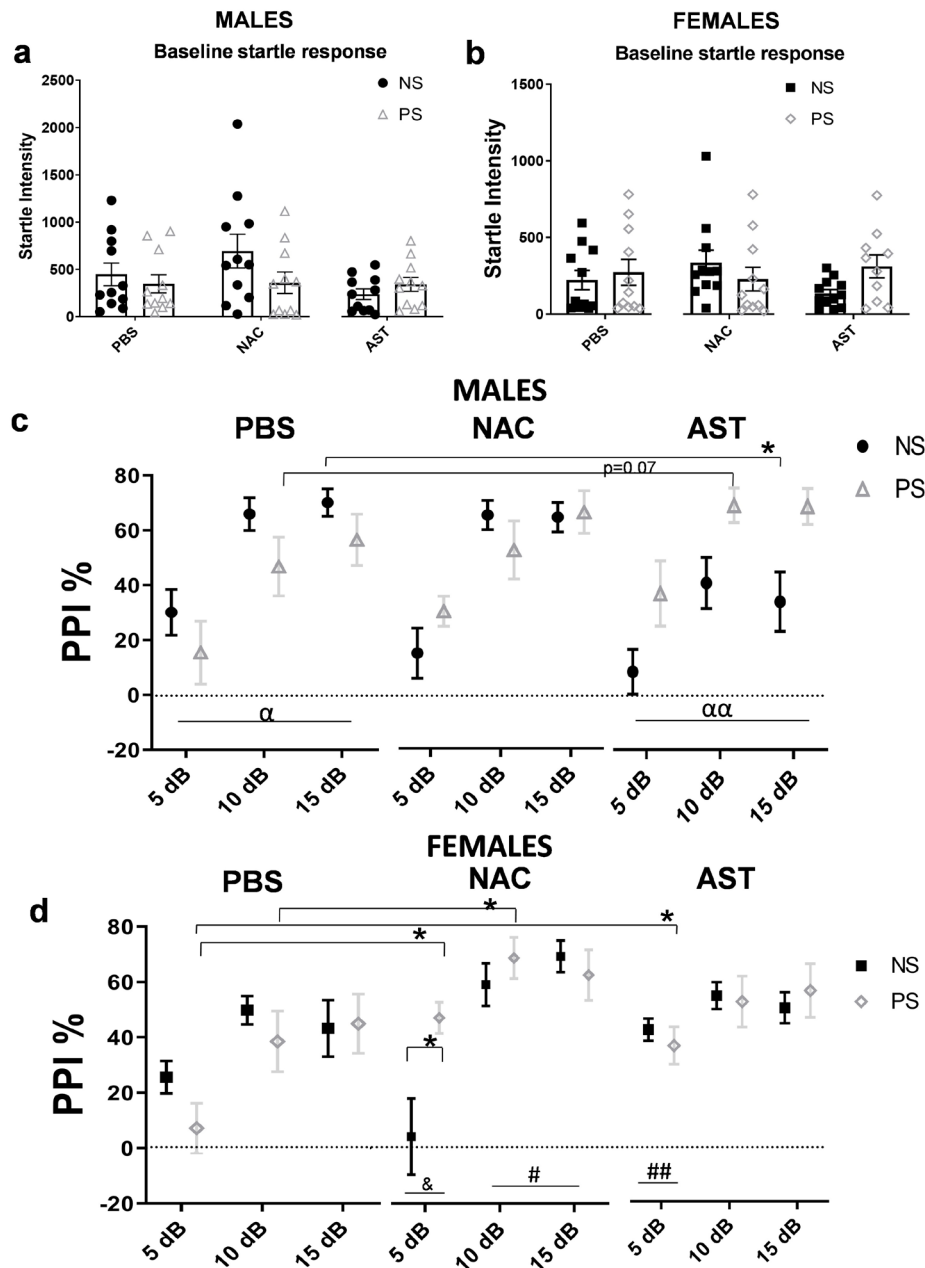 MALES
a
Baseline startle response
NS
PS
Startle Intensity
2500
2000
1500
1000
500
0
PBS
NAC
AST
FEMALES
b
Baseline startle response
NS
PS
Startle Intensity
1500
1000
500
0
PBS
NAC
AST
MALES
c
PBS NAC AST
NS
PS
*
p=0.07
PPI %
80
60
40
20
0
-20
α
αα
5 dB
10 dB
15 dB
5 dB
10 dB
15 dB
5 dB
10 dB
15 dB
FEMALES
PBS NAC AST
d
NS
PS
*
*
*
*
PPI %
80
60
40
20
0
-20
&
#
##
5 dB
10 dB
15 dB
5 dB
10 dB
15 dB
5 dB
10 dB
15 dB